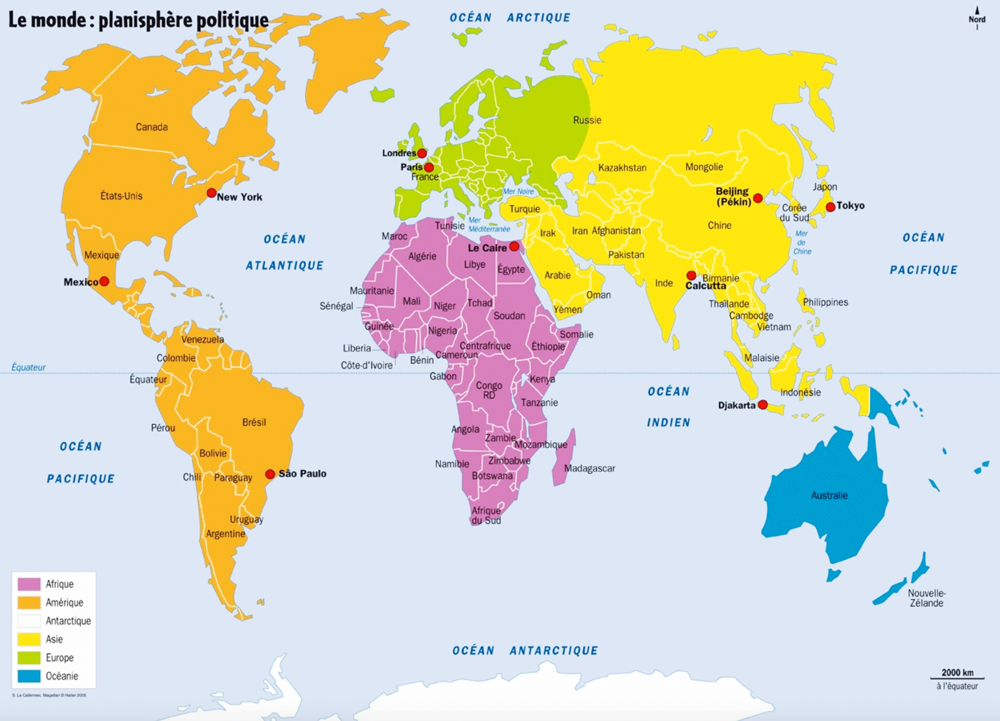 Le monde : planisphère politique
OCÉAN ARCTIQUE
Nord
Canada
Russie
Londres
Paris
France
Kazakhstan
Mongolie
États-Unis
New York
Mer Noire
Beijing
(Pékin)
Japon
Tokyo
Corée
du Sud
Turquie
Tunisie
Mer
Méditerranée
Maroc
Irak
Iran
Afghanistan
Chine
Mer
de
Chine
OCÉAN
ATLANTIQUE
OCÉAN
PACIFIQUE
Mexique
Mexico
Algérie
Le Caire
Libye
Égypte
Pakistan
Arabie
Inde
Calcutta
Birmanie
Oman
Yémen
Mauritanie
Sénégal
Mali
Niger
Tchad
Soudan
Thaïlande
Cambodge
Vietnam
Philippines
Guinée
Nigeria
Somalie
Venezuela
Colombie
Liberia
Côte-d'Ivoire
Bénin
Cameroun
Centrafrique
Éthiopie
Malaisie
Équateur
Équateur
Gabon
Congo
RD
Kenya
Tanzanie
OCÉAN
INDIEN
Indonésie
Djakarta
Pérou
Brésil
Angola
Zambie
Mozambique
OCÉAN
PACIFIQUE
Bolivie
Chili
Paraguay
São Paulo
Namibie
Zimbabwe
Botswana
Madagascar
Australie
Afrique
du Sud
Uruguay
Argentine
Nouvelle-
Zélande
Afrique
Amérique
Antarctique
Asie
Europe
Océanie
OCÉAN ANTARCTIQUE
2000 km
à l'équateur
S. Le Callennec, Magellan © Hatier 2005